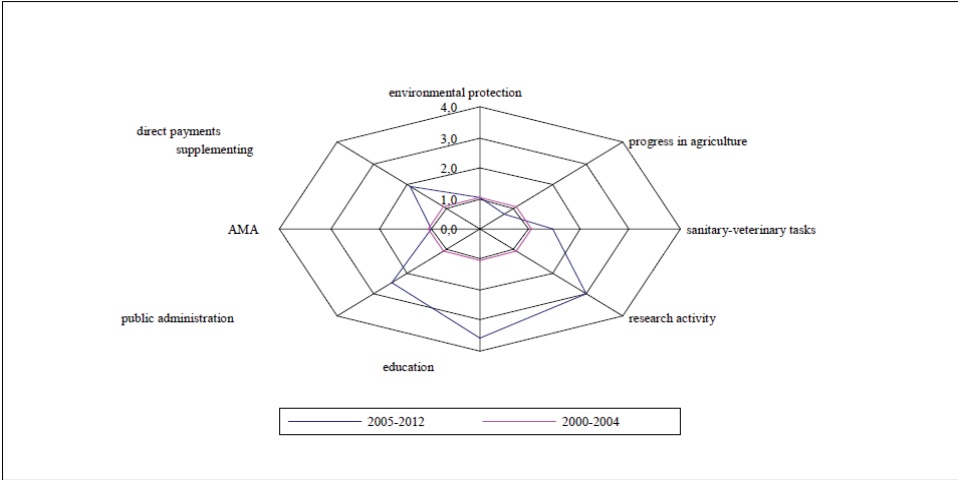 environmental protection
4,0
direct payments
supplementing
3,0
progress in agriculture
2,0
1,0
AMA
0,0
sanitary-veterinary tasks
public administration
research activity
education
2005-2012
2000-2004